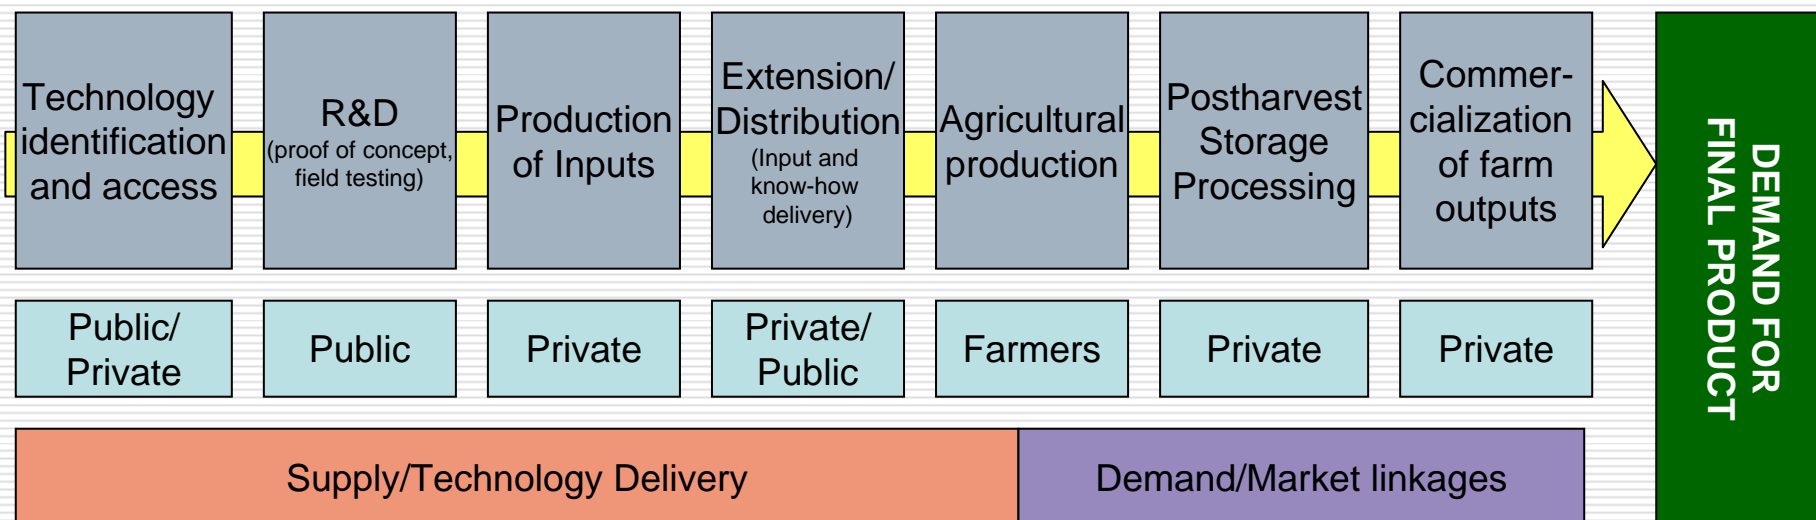 Technology
identification
and access
R&D
(proof of concept,
field testing)
Production
of Inputs
Extension/
Distribution
(Input and
know-how
delivery)
Agricultural
production
Postharvest
Storage
Processing
Commer-
cialization
of farm
outputs
DEMAND FOR
FINAL PRODUCT
Public/
Private
Public
Private
Private/
Public
Farmers
Private
Private
Supply/Technology Delivery
Demand/Market linkages